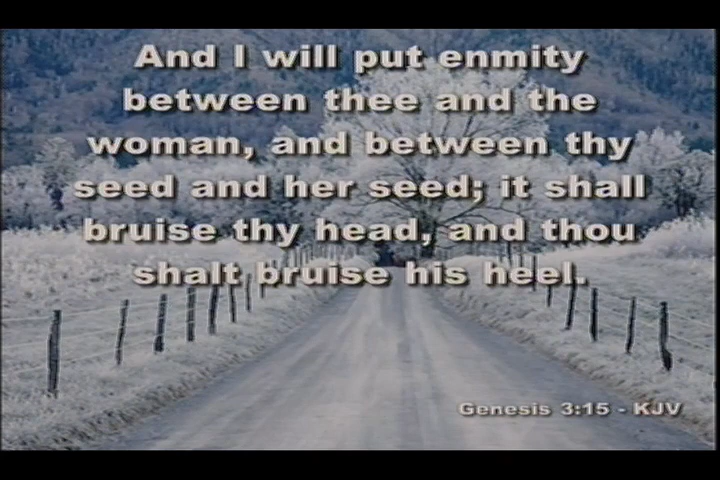 And I will put enmity
between thee and the
woman, and between thy
seed and her seed; it shall
bruise thy head, and thou
shalt bruise his heel.
Genesis 3:15 - KJV